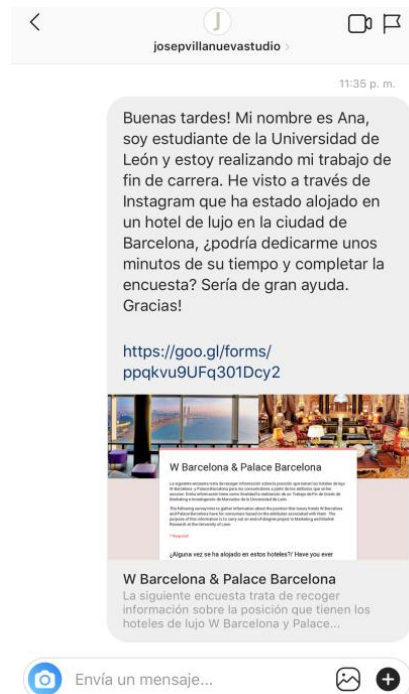 J
josepvillanuevastudio >
11:35 p. m.
Buenas tardes! Mi nombre es Ana,
soy estudiante de la Universidad de
León y estoy realizando mi trabajo de
fin de carrera. He visto a través de
Instagram que ha estado alojado en
un hotel de lujo en la ciudad de
Barcelona, ¿podría dedicarme unos
minutos de su tiempo y completar la
encuesta? Sería de gran ayuda.
Gracias!
https://goo.gl/forms/
ppqkvu9UFq301Dcy2
W Barcelona & Palace Barcelona
*Required
¿Alguna vez se ha alojado en estos hoteles?/ Have you ever
W Barcelona & Palace Barcelona
La siguiente encuesta trata de recoger
información sobre la posición que tienen los
hoteles de lujo W Barcelona y Palace...
Envía un mensaje...